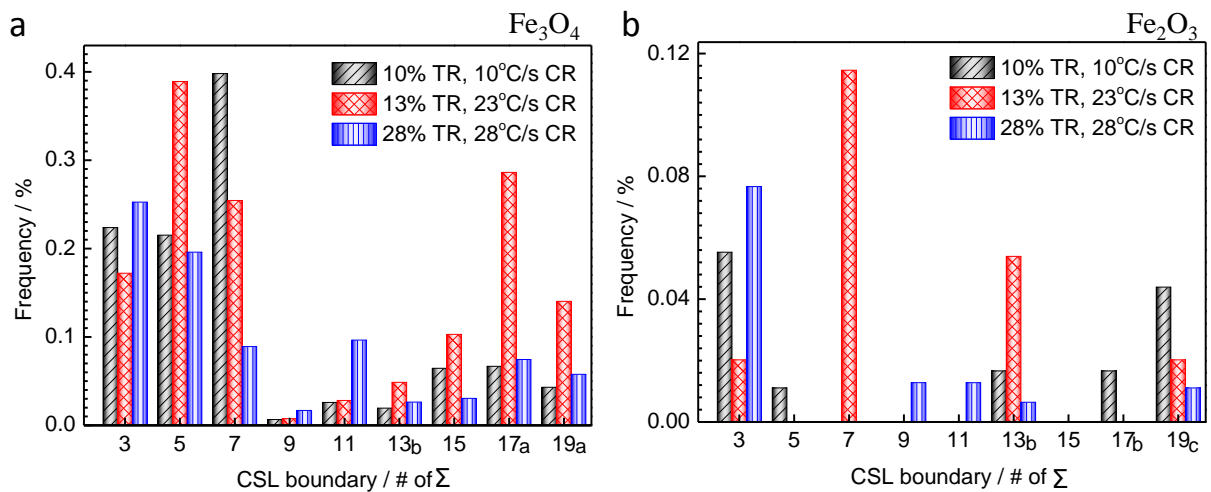 a
Fe3O4
10% TR, 10°C/s CR
13% TR, 23°C/s CR
28% TR, 28°C/s CR
Frequency / %
0.4
0.3
0.2
0.1
0.0
3 5 7 9 11 13b 15 17a 19a
CSL boundary / # of Σ
b
Fe2O3
10% TR, 10°C/s CR
13% TR, 23°C/s CR
28% TR, 28°C/s CR
Frequency / %
0.12
0.08
0.04
0.00
3 5 7 9 11 13b 15 17b 19c
CSL boundary / # of Σ